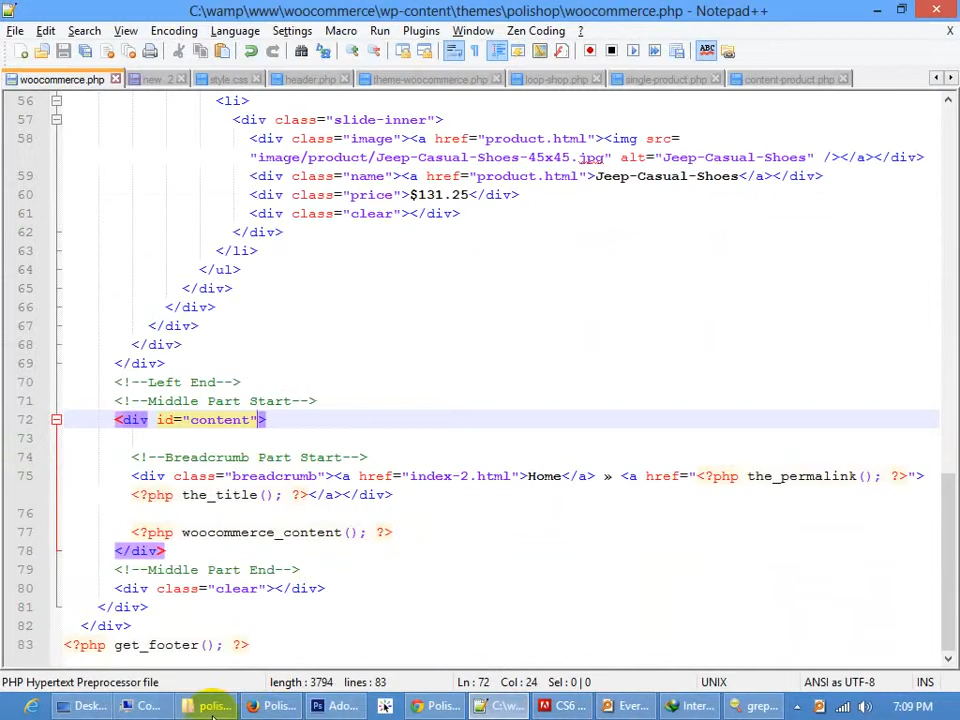 C:\wamp\www\woocommerce\wp-content\themes\polishop\woocommerce.php - Notepad++
File Edit Search View Encoding Language Settings Macro Run Plugins Window Zen Coding ? X
woocommerce.php new 2 style.css header.php theme-woocommerce.php loop-shop.php single-product.php content-product.php
56 <li>
57 <div class="slide-inner">
58 <div class="image"><a href="product.html"><img src=
"image/product/Jeep-Casual-Shoes-45x45.jpg" alt="Jeep-Casual-Shoes" /></a></div>
59 <div class="name"><a href="product.html">Jeep-Casual-Shoes</a></div>
60 <div class="price">$131.25</div>
61 <div class="clear"></div>
62 </div>
63 </li>
64 </ul>
65 </div>
66 </div>
67 </div>
68 </div>
69 </div>
70 <!--Left End-->
71 <!--Middle Part Start-->
72 <div id="content">
73
74 <!--Breadcrumb Part Start-->
75 <div class="breadcrumb"><a href="index-2.html">Home</a> » <a href="<?php the_permalink(); ?>">
<?php the_title(); ?></a></div>
76
77 <?php woocommerce_content(); ?>
78 </div>
79 <!--Middle Part End-->
80 <div class="clear"></div>
81 </div>
82 </div>
83 <?php get_footer(); ?>
PHP Hypertext Preprocessor file length : 3794 lines : 83 Ln : 72 Col : 24 Sel : 0 | 0 UNIX ANSI as UTF-8 INS
Desk... Co... polis... Polis... Ado... Polis... C:\w... CS6 ... Ever... Inter... grep... 7:09 PM